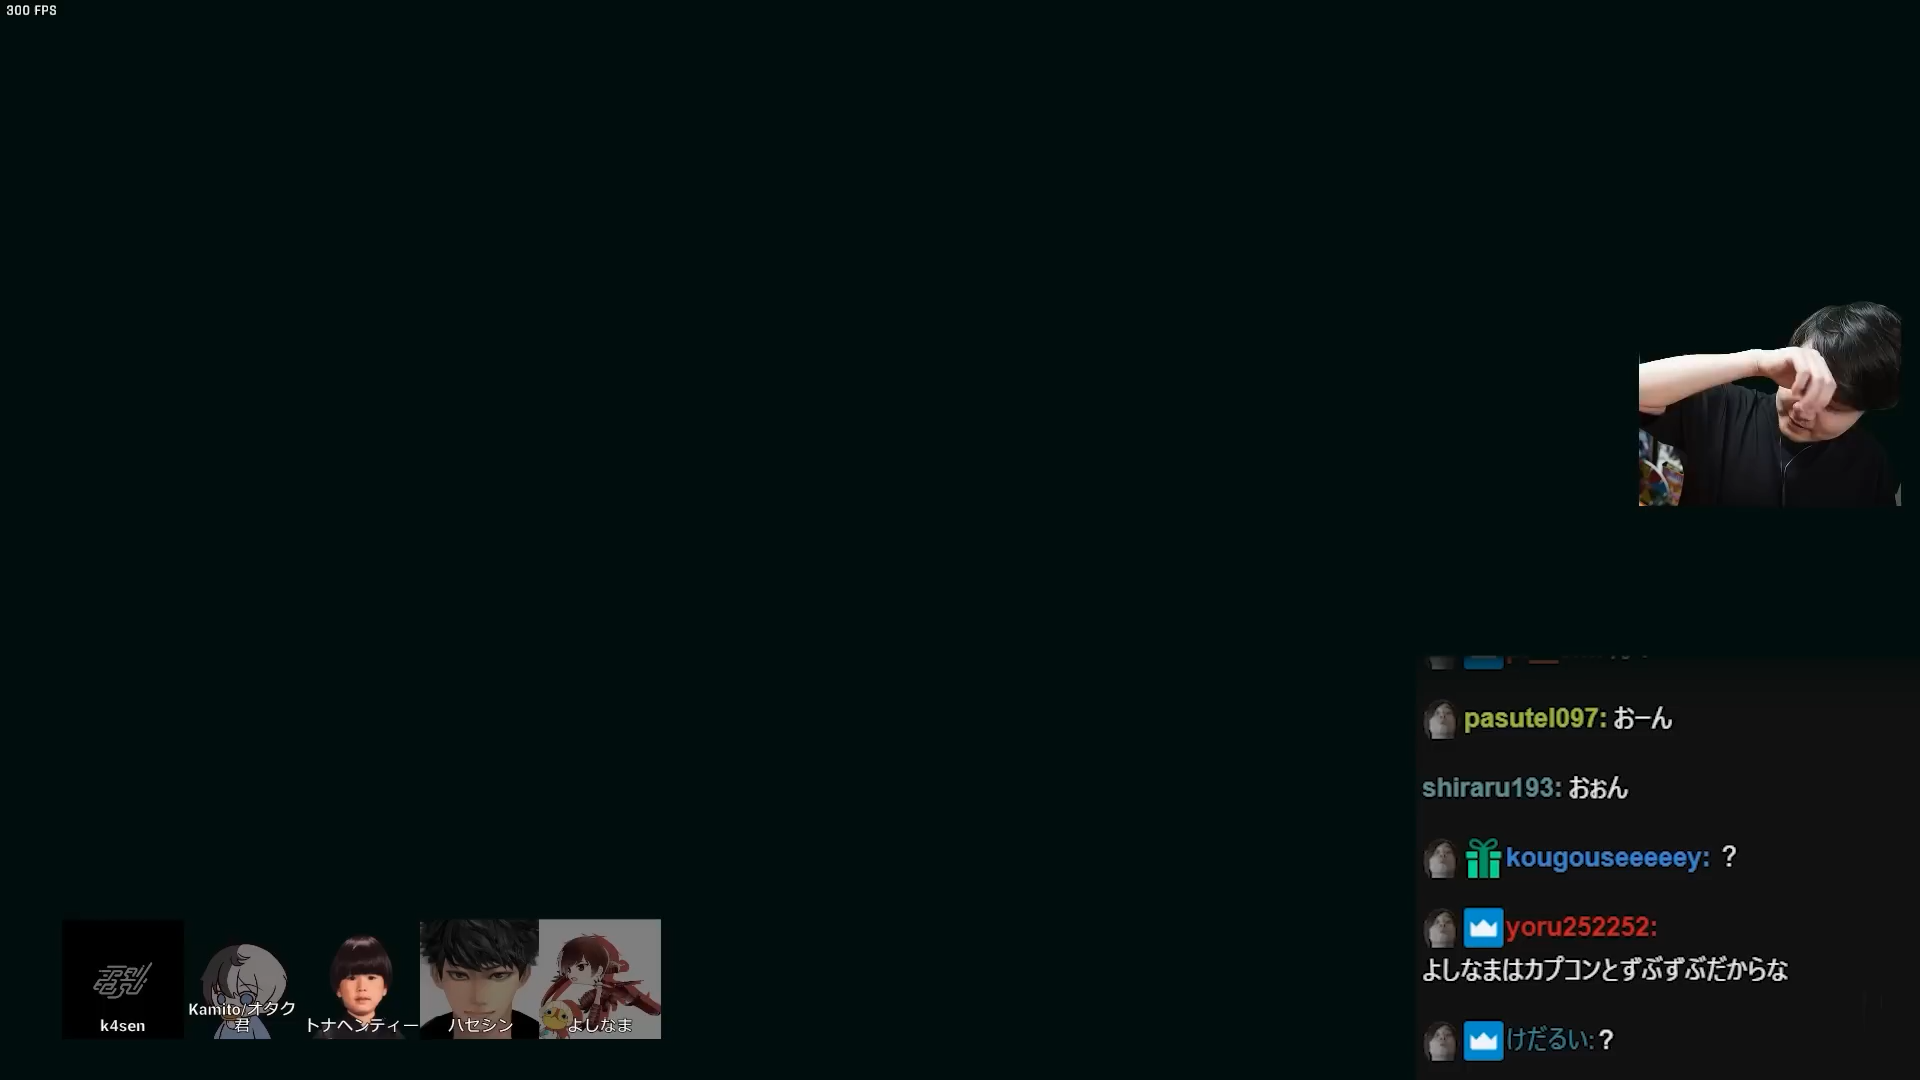 300 FPS
pasutel097: おーん
shiraru193: おぉん
kougouseeeeey: ?
yoru252252:
よしなまはカプコンとずぶずぶだからな
けだるい: ?
k4sen
Kamito/オタク
君
トナヘンティー
ハセシン
よしなま